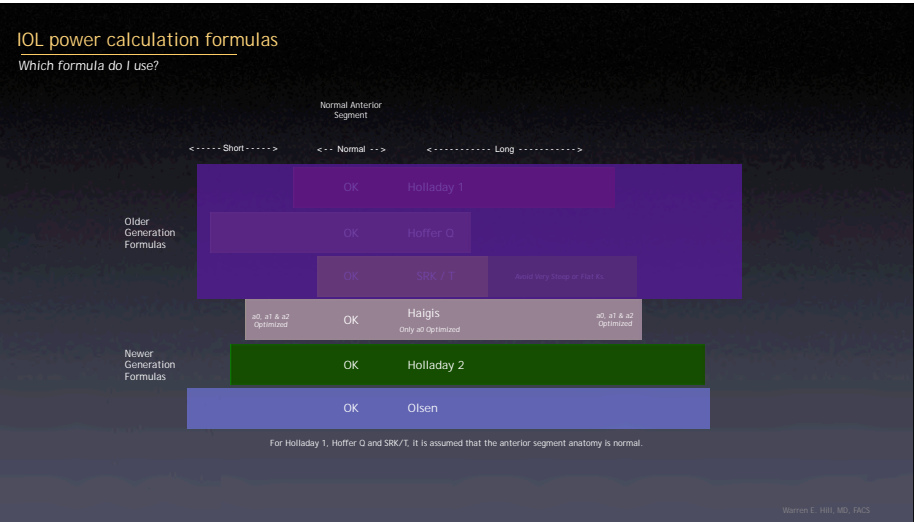 IOL power calculation formulas
Which formula do I use?
Normal Anterior
Segment
<-----Short----->
<-- Normal -->
<----------- Long ----------->
OK
Holladay 1
Older
Generation
Formulas
OK
Hoffer Q
OK
SRK / T
Avoid Very Steep or Flat Ks
a0, a1 & a2
Optimized
OK
Haigis
Only a0 Optimized
a0, a1 & a2
Optimized
Newer
Generation
Formulas
OK
Holladay 2
OK
Olsen
For Holladay 1, Hoffer Q and SRK/T, it is assumed that the anterior segment anatomy is normal.
Warren E. Hill, MD, FACS